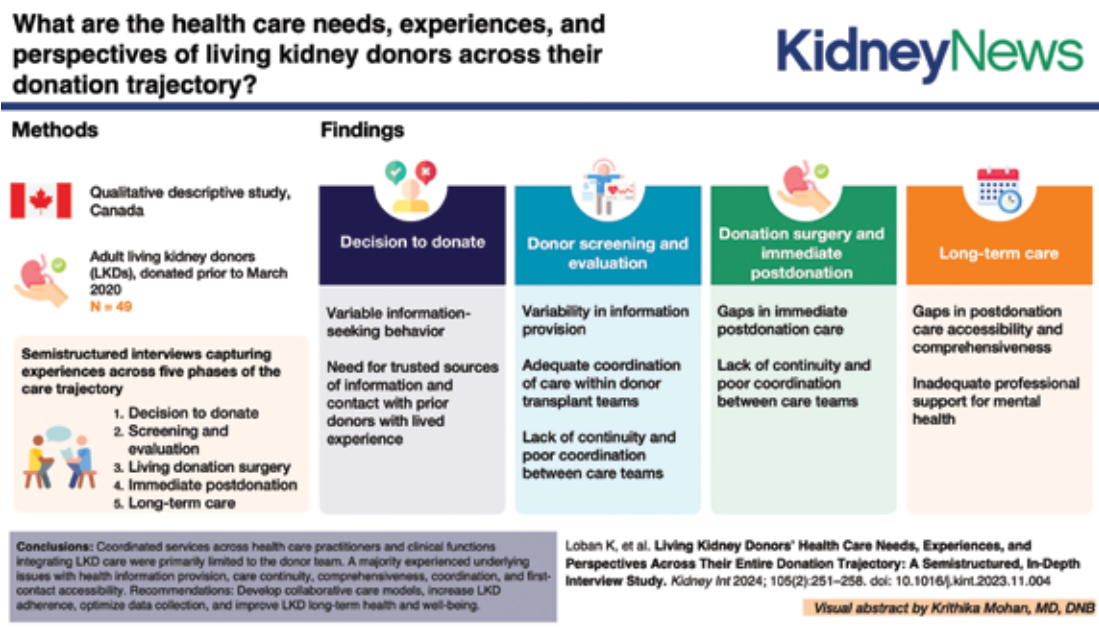 What are the health care needs, experiences, and
perspectives of living kidney donors across their
donation trajectory?
KidneyNews
Methods
Qualitative descriptive study,
Canada
Adult living kidney donors
(LKDs), donated prior to March
2020
N = 49
Semistructured interviews capturing
experiences across five phases of the
care trajectory
1. Decision to donate
2. Screening and
evaluation
3. Living donation surgery
4. Immediate postdonation
5. Long-term care
Findings
Decision to donate
Variable information-
seeking behavior
Need for trusted sources
of information and
contact with prior
donors with lived
experience
Donor screening and
evaluation
Variability in information
provision
Adequate coordination
of care within donor
transplant teams
Lack of continuity and
poor coordination
between care teams
Donation surgery and
immediate
postdonation
Gaps in immediate
postdonation care
Lack of continuity and
poor coordination
between care teams
Long-term care
Gaps in postdonation
care accessibility and
comprehensiveness
Inadequate professional
support for mental
health
Conclusions: Coordinated services across health care practitioners and clinical functions
integrating LKD care were primarily limited to the donor team. A majority experienced underlying
issues with health information provision, care continuity, comprehensiveness, coordination, and first-
contact accessibility. Recommendations: Develop collaborative care models, increase LKD
adherence, optimize data collection, and improve LKD long-term health and well-being.
Loban K, et al. Living Kidney Donors' Health Care Needs, Experiences, and
Perspectives Across Their Entire Donation Trajectory: A Semistructured, In-Depth
Interview Study. Kidney Int 2024; 105(2):251–258. doi: 10.1016/j.kint.2023.11.004
Visual abstract by Krithika Mohan, MD, DNB